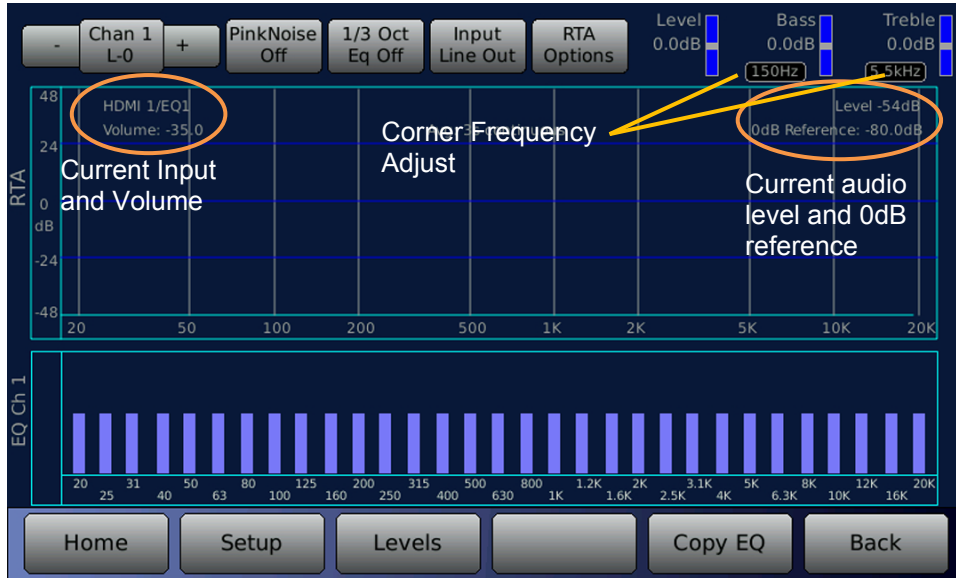 -
Chan 1
L-0
+
PinkNoise
Off
1/3 Oct
Eq Off
Input
Line Out
RTA
Options
Level
0.0dB
Bass
0.0dB
150Hz
Treble
0.0dB
5.5kHz
48
24
0
dB
-24
-48
RTA
HDMI 1/EQ1
Volume: -35.0
Current Input
and Volume
Corner Frequency
Adjust
Level -54dB
0dB Reference: -80.0dB
Current audio
level and 0dB
reference
20 50 100 200 500 1K 2K 5K 10K 20K
EQ Ch 1
20 31 50 80 125 200 315 500 800 1.2K 2K 3.1K 5K 8K 12K 20K
25 40 63 100 160 250 400 630 1K 1.6K 2.5K 4K 6.3K 10K 16K
Home Setup Levels Copy EQ Back